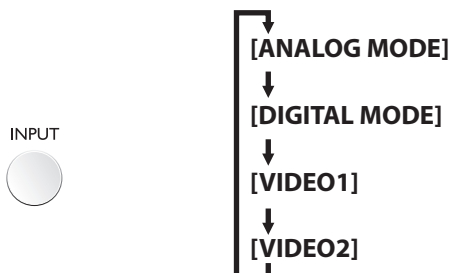 [ANALOG MODE]
[DIGITAL MODE]
INPUT
[VIDEO1]
[VIDEO2]